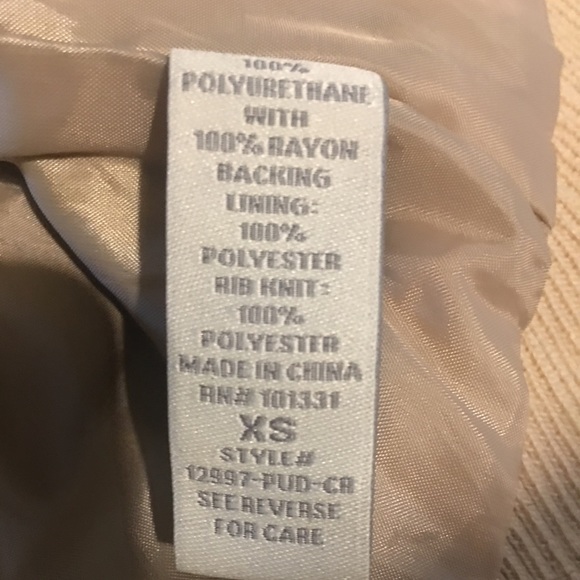 100%
POLYURETHANE
WITH
100% RAYON
BACKING
LINING:
100%
POLYESTER
RIB KNIT:
100%
POLYESTER
MADE IN CHINA
RN# 101331
XS
STYLE#
12997-PUD-CR
SEE REVERSE
FOR CARE